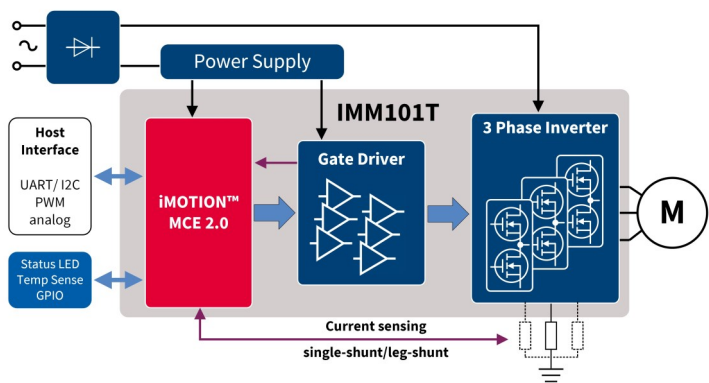 Power Supply
IMM101T
Host
Interface
UART/ I2C
PWM
analog
iMOTION™
MCE 2.0
Gate Driver
3 Phase Inverter
M
Status LED
Temp Sense
GPIO
Current sensing
single-shunt/leg-shunt